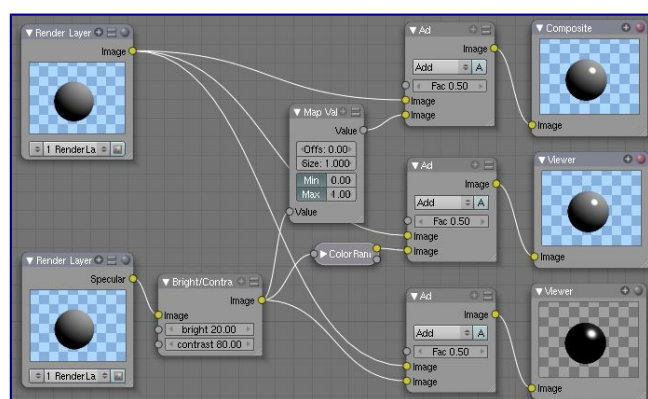 Render Layer
Image
1 RenderLa
Ad
Image
Add
A
Fac 0.50
Image
Image
Composite
Image
Map Val
Value
Offs: 0.00
Size: 1.000
Min 0.00
Max 1.00
Value
Ad
Image
Add
A
Fac 0.50
Image
Image
Viewer
Image
Render Layer
Specular
1 RenderLa
Bright/Contra
Image
Image
bright 20.00
contrast 80.00
ColorRan
Ad
Image
Add
A
Fac 0.50
Image
Image
Viewer
Image